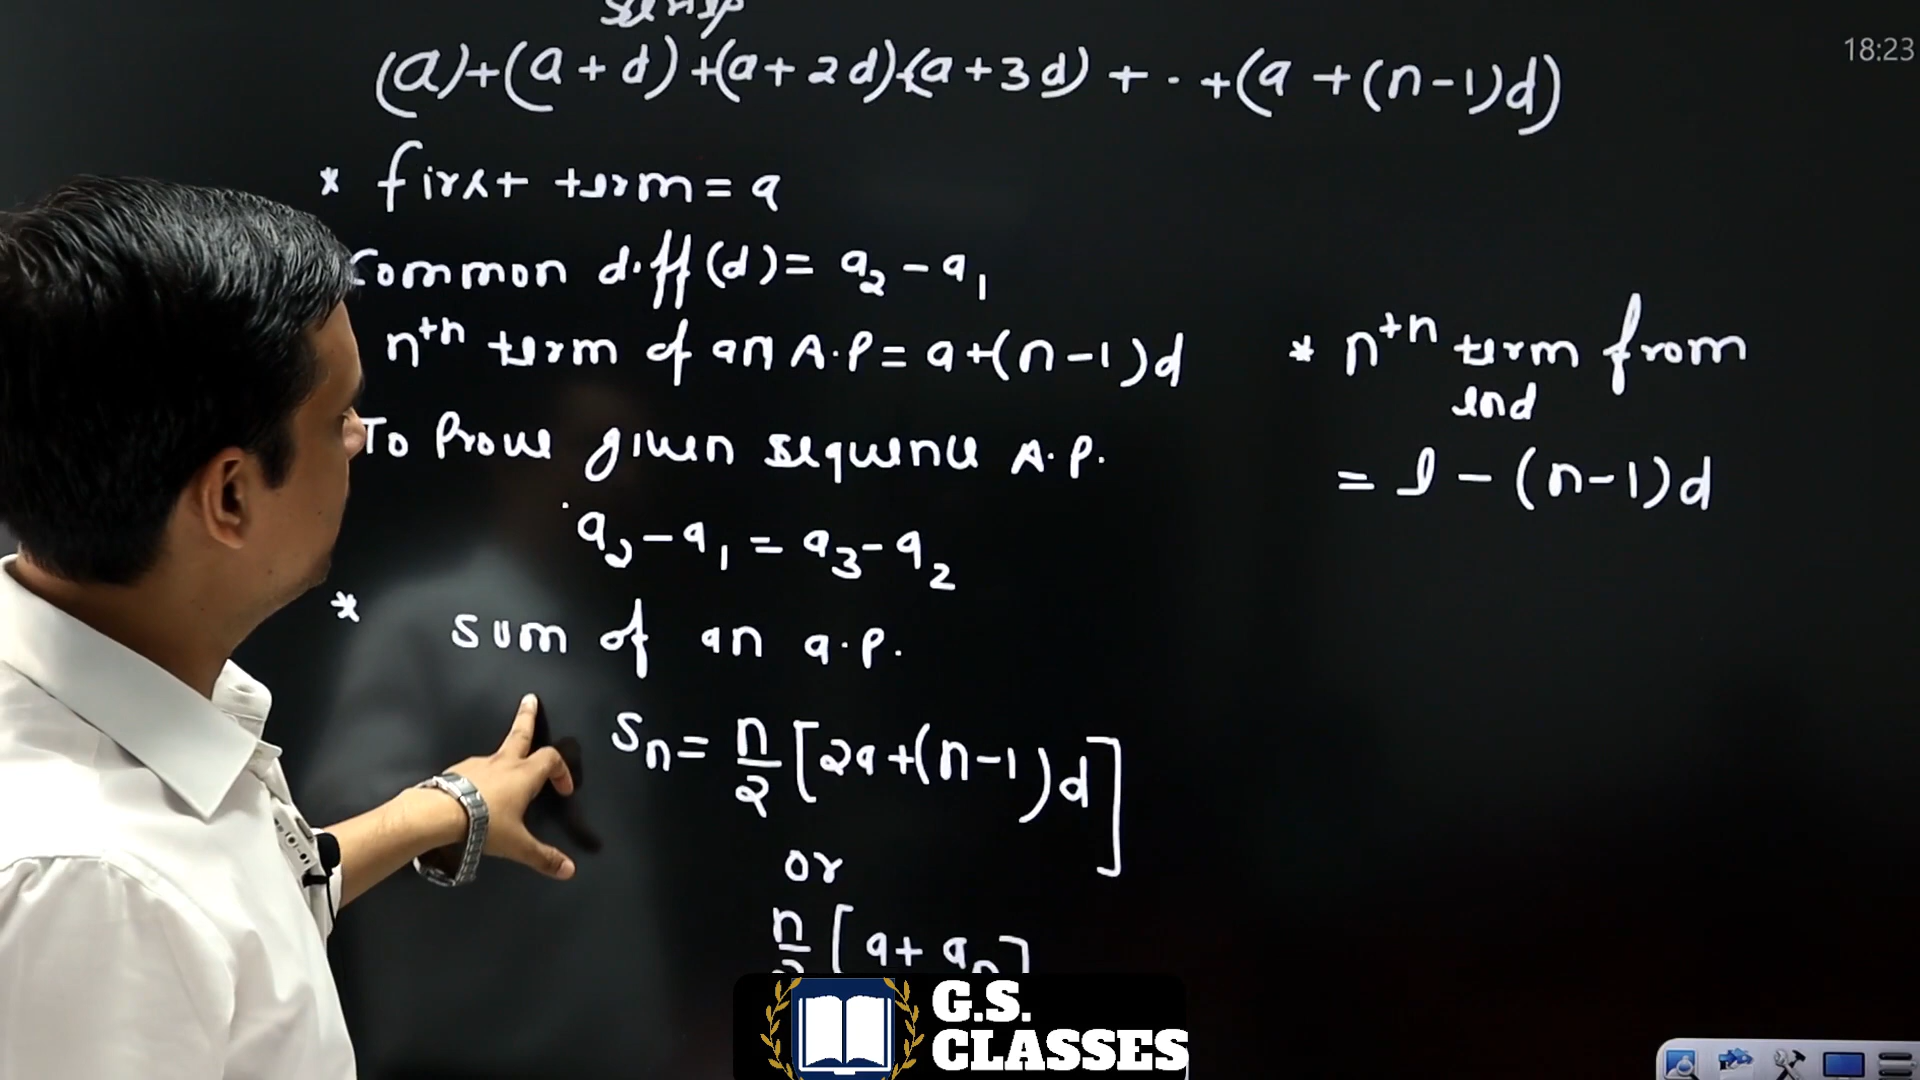 18:23
(a)+(a+d)+(a+2d)+(a+3d)+..+(a+(n-1)d)
* first term = a
Common diff(d)= a₂ - a₁
nᵗʰ term of an A.P = a+(n-1)d
To Prove given sequence A.P.
a₂-a₁ = a₃-a₂
* sum of an a.p.
Sₙ= n/2 [2a+(n-1)d]
or
n/2 [a+aₙ]
* nᵗʰ term from
end
= l - (n-1)d
G.S.
CLASSES